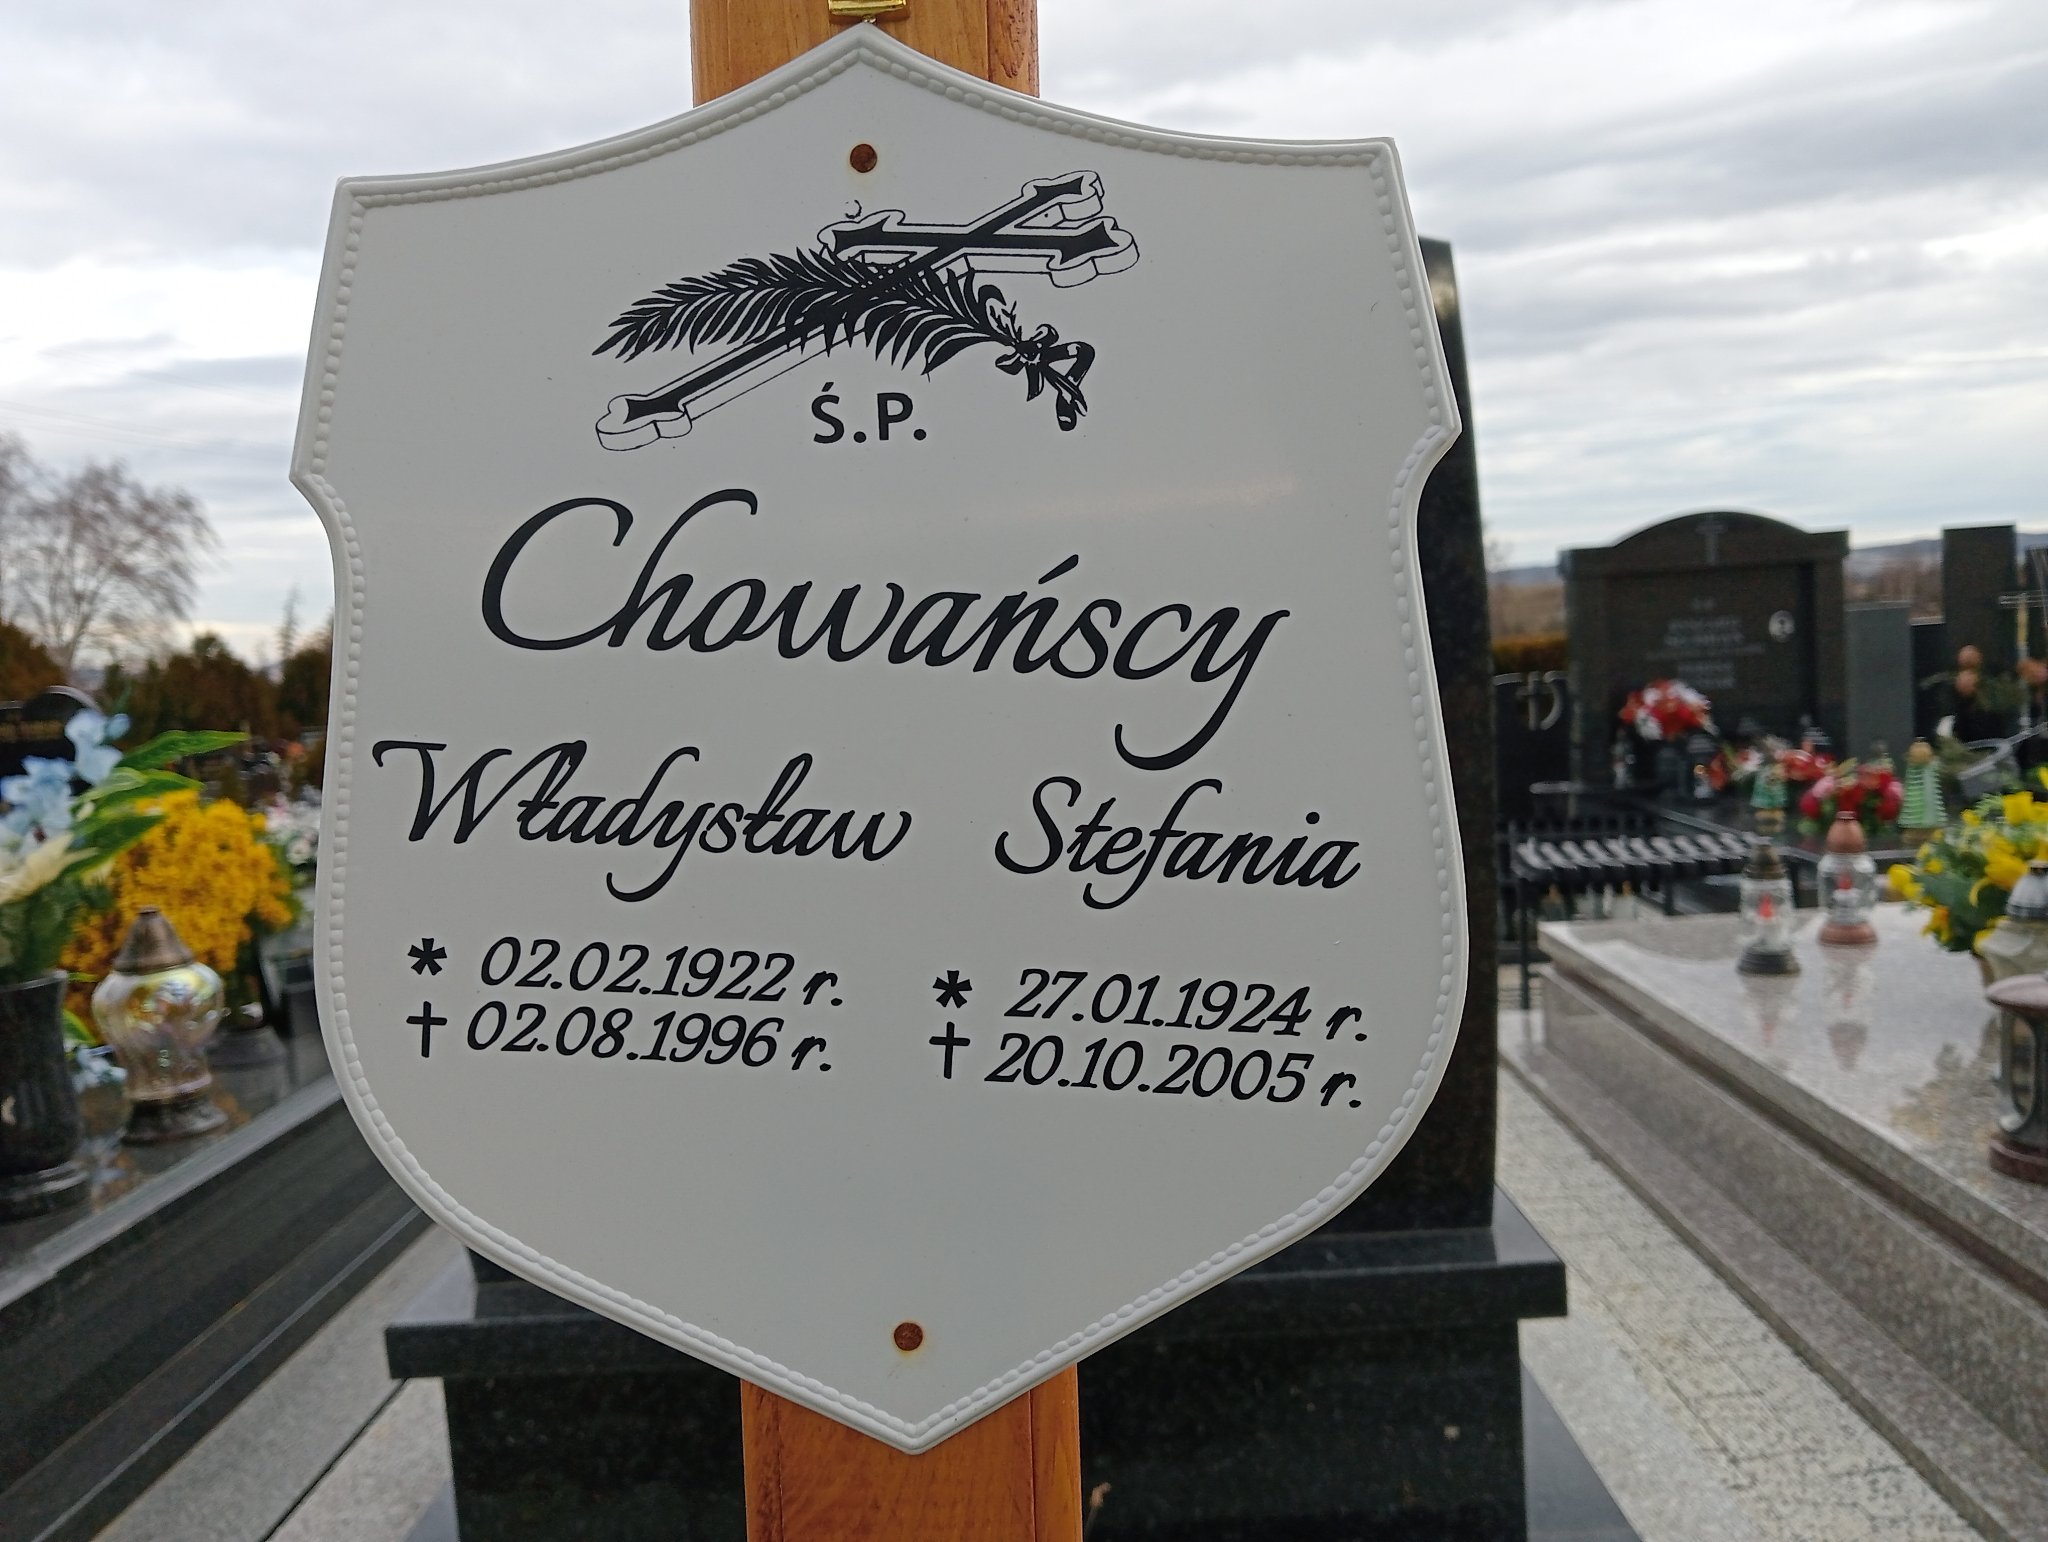 Ś.P.
Chowańscy
Władysław Stefania
* 02.02.1922 r. * 27.01.1924 r.
† 02.08.1996 r. † 20.10.2005 r.